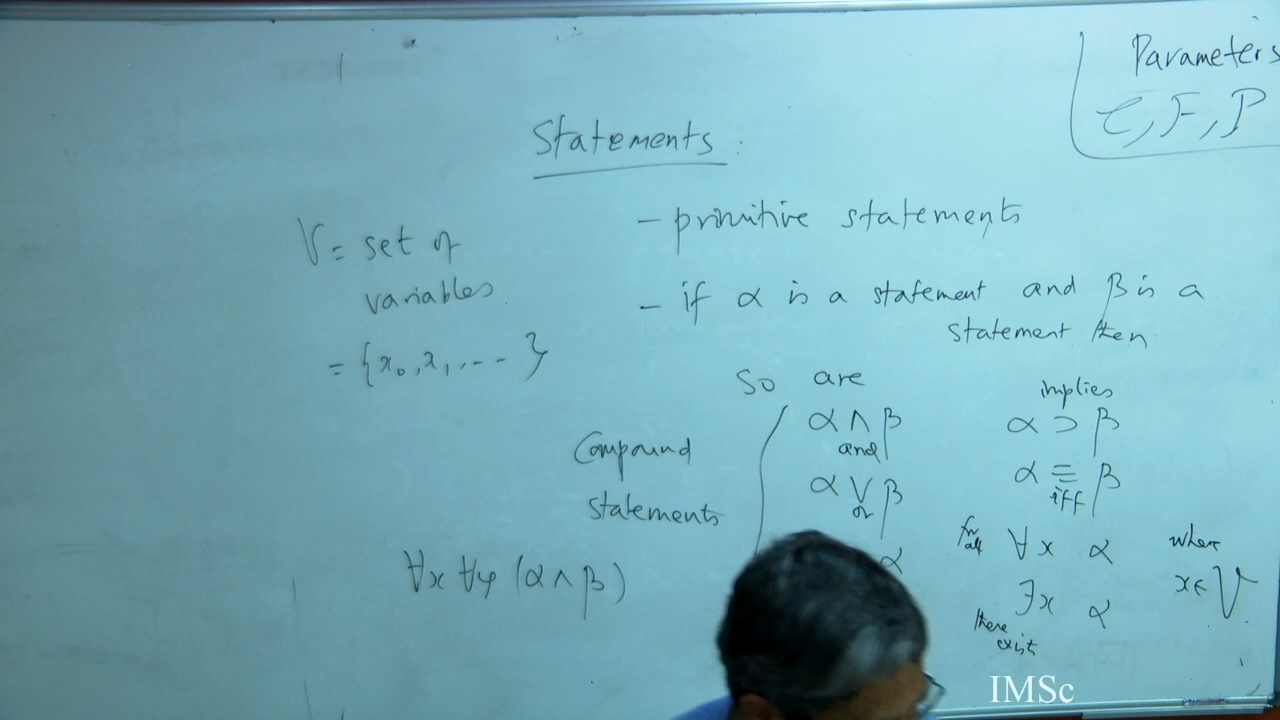 Parameters
C, F, P
Statements :
V = set of
variables
= {x₀, x₁, --- }
- primitive statements
- if α is a statement and β is a
statement then
so are
Compound
statements
α ∧ β
and
α ∨ β
or
α
implies
α ⊃ β
α ≡ β
iff
for all ∀x α
∃x α
there exist
where
x ∈ V
∀x ∀y (α ∧ β)
IMSc